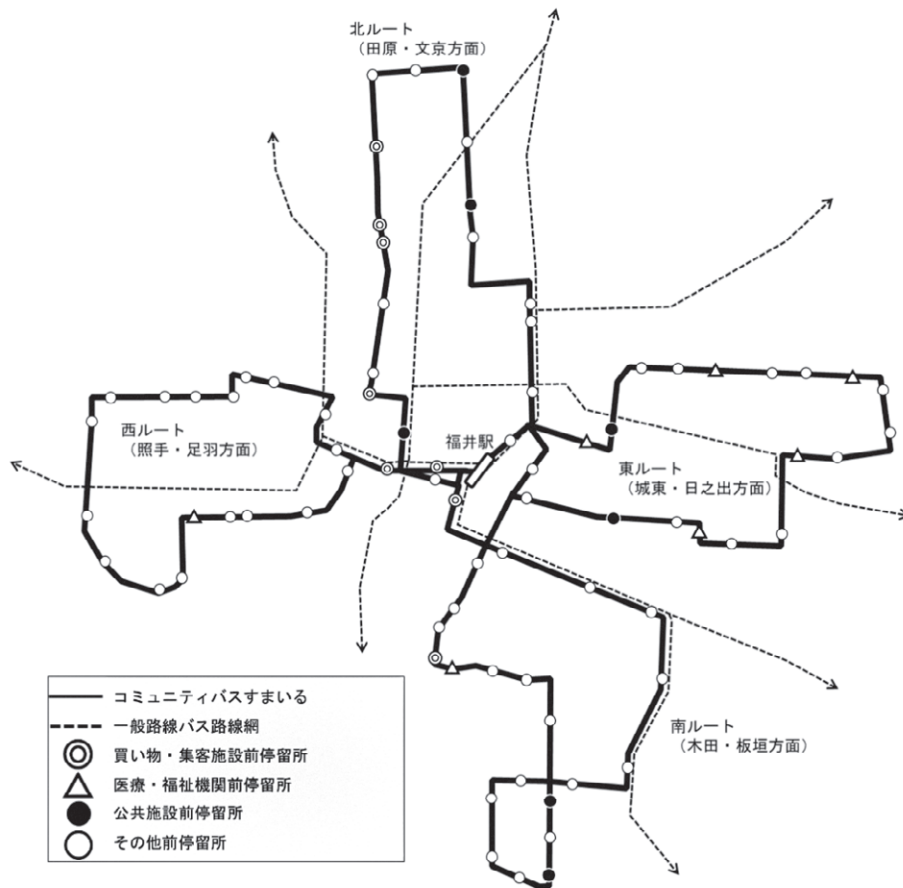 北ルート
（田原・文京方面）
西ルート
（照手・足羽方面）
福井駅
東ルート
（城東・日之出方面）
南ルート
（木田・板垣方面）
コミュニティバスすまいる
一般路線バス路線網
買い物・集客施設前停留所
医療・福祉機関前停留所
公共施設前停留所
その他前停留所